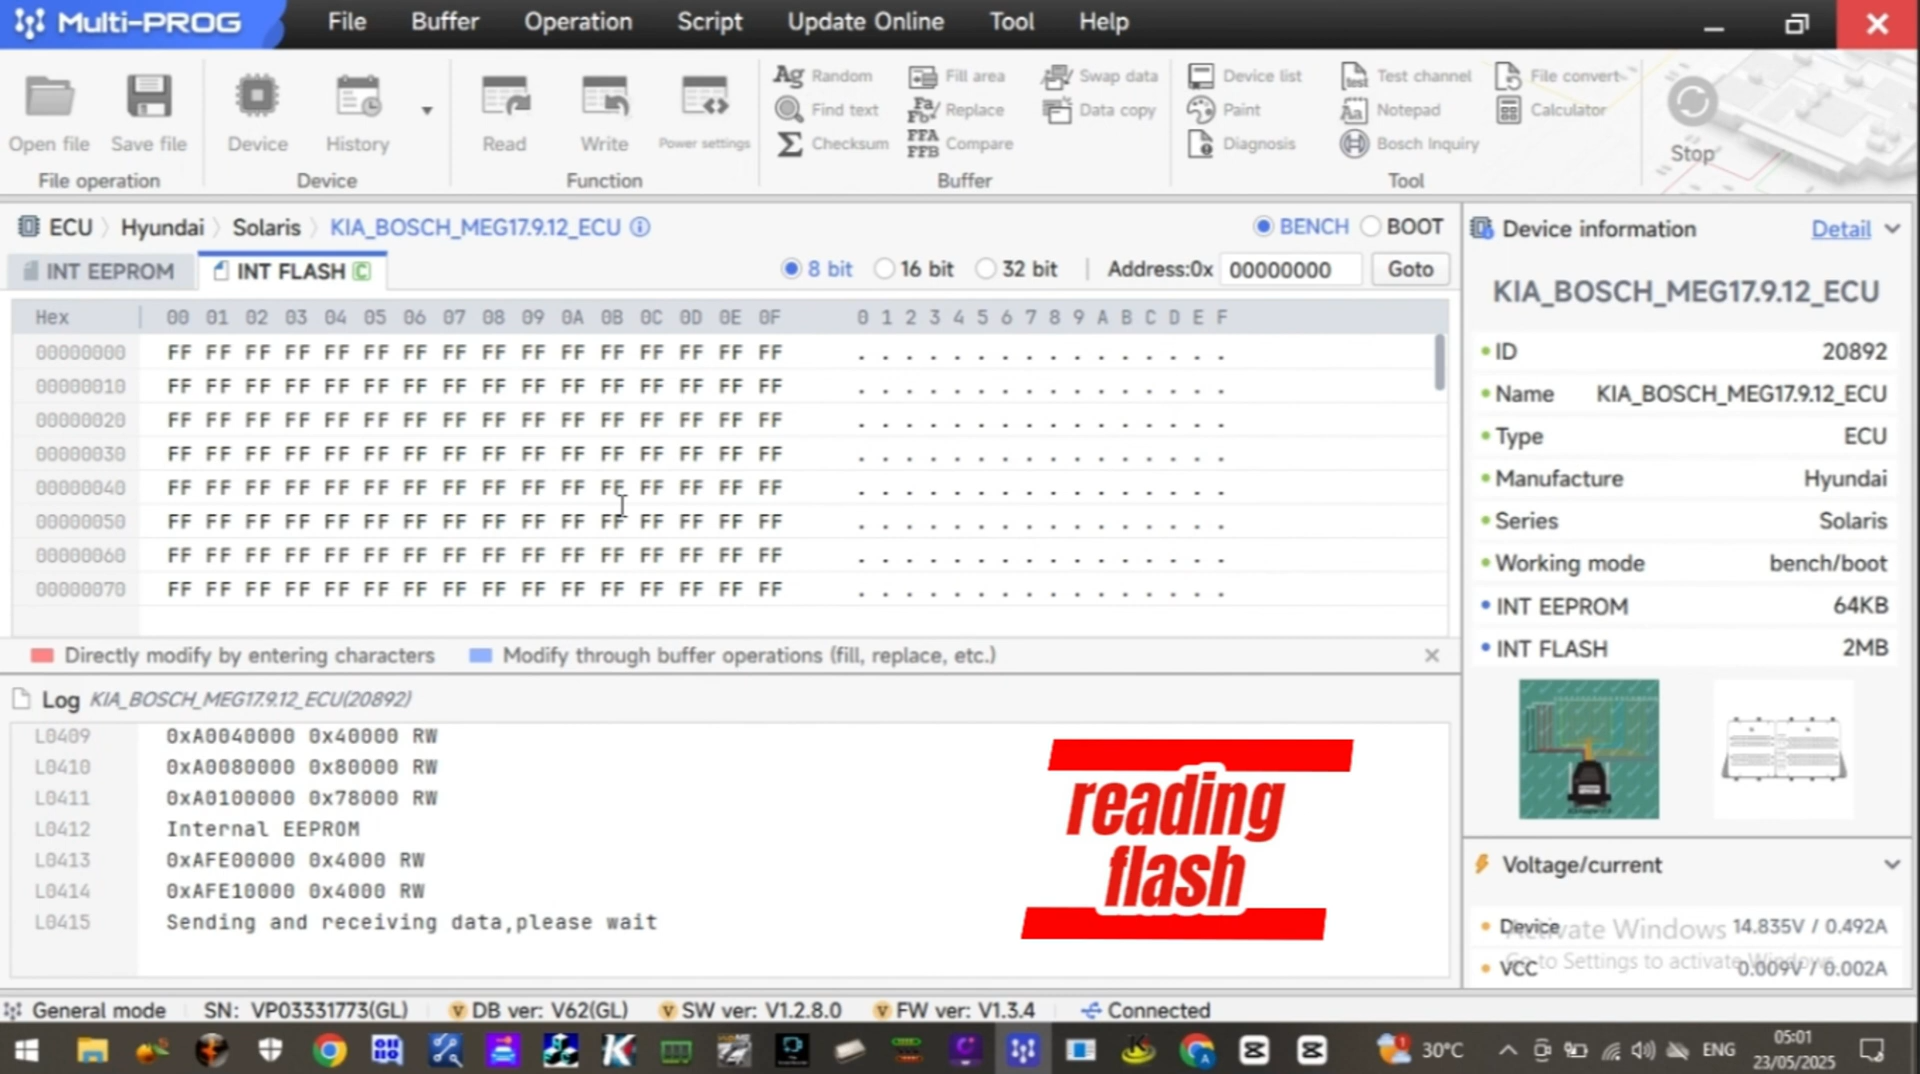 Multi-PROG File Buffer Operation Script Update Online Tool Help
Ag Random Fill area Swap data Device list Test channel File convert
Find text Replace Data copy Paint Notepad Calculator
Open file Save file Device History Read Write Power settings Checksum FFA FFB Compare Diagnosis Bosch Inquiry Stop
File operation Device Function Buffer Tool
ECU Hyundai Solaris KIA_BOSCH_MEG17.9.12_ECU BENCH BOOT
INT EEPROM INT FLASH C 8 bit 16 bit 32 bit Address:0x 00000000 Goto
Hex 00 01 02 03 04 05 06 07 08 09 0A 0B 0C 0D 0E 0F 0 1 2 3 4 5 6 7 8 9 A B C D E F
00000000 FF FF FF FF FF FF FF FF FF FF FF FF FF FF FF FF . . . . . . . . . . . . . . . .
00000010 FF FF FF FF FF FF FF FF FF FF FF FF FF FF FF FF . . . . . . . . . . . . . . . .
00000020 FF FF FF FF FF FF FF FF FF FF FF FF FF FF FF FF . . . . . . . . . . . . . . . .
00000030 FF FF FF FF FF FF FF FF FF FF FF FF FF FF FF FF . . . . . . . . . . . . . . . .
00000040 FF FF FF FF FF FF FF FF FF FF FF FF FF FF FF FF . . . . . . . . . . . . . . . .
00000050 FF FF FF FF FF FF FF FF FF FF FF FF FF FF FF FF . . . . . . . . . . . . . . . .
00000060 FF FF FF FF FF FF FF FF FF FF FF FF FF FF FF FF . . . . . . . . . . . . . . . .
00000070 FF FF FF FF FF FF FF FF FF FF FF FF FF FF FF FF . . . . . . . . . . . . . . . .
Directly modify by entering characters Modify through buffer operations (fill, replace, etc.)
Log KIA_BOSCH_MEG17.9.12_ECU(20892)
L0409 0xA0040000 0x40000 RW
L0410 0xA0080000 0x80000 RW
L0411 0xA0100000 0x78000 RW
L0412 Internal EEPROM
L0413 0xAFE00000 0x4000 RW
L0414 0xAFE10000 0x4000 RW
L0415 Sending and receiving data,please wait
reading
flash
Device information Detail
KIA_BOSCH_MEG17.9.12_ECU
ID 20892
Name KIA_BOSCH_MEG17.9.12_ECU
Type ECU
Manufacture Hyundai
Series Solaris
Working mode bench/boot
INT EEPROM 64KB
INT FLASH 2MB
Voltage/current
Device 14.835V / 0.492A
VCC 0.009V / 0.002A
Activate Windows
Go to Settings to activate Windows.
General mode SN: VP03331773(GL) DB ver: V62(GL) SW ver: V1.2.8.0 FW ver: V1.3.4 Connected
30°C ENG 05:01
23/05/2025